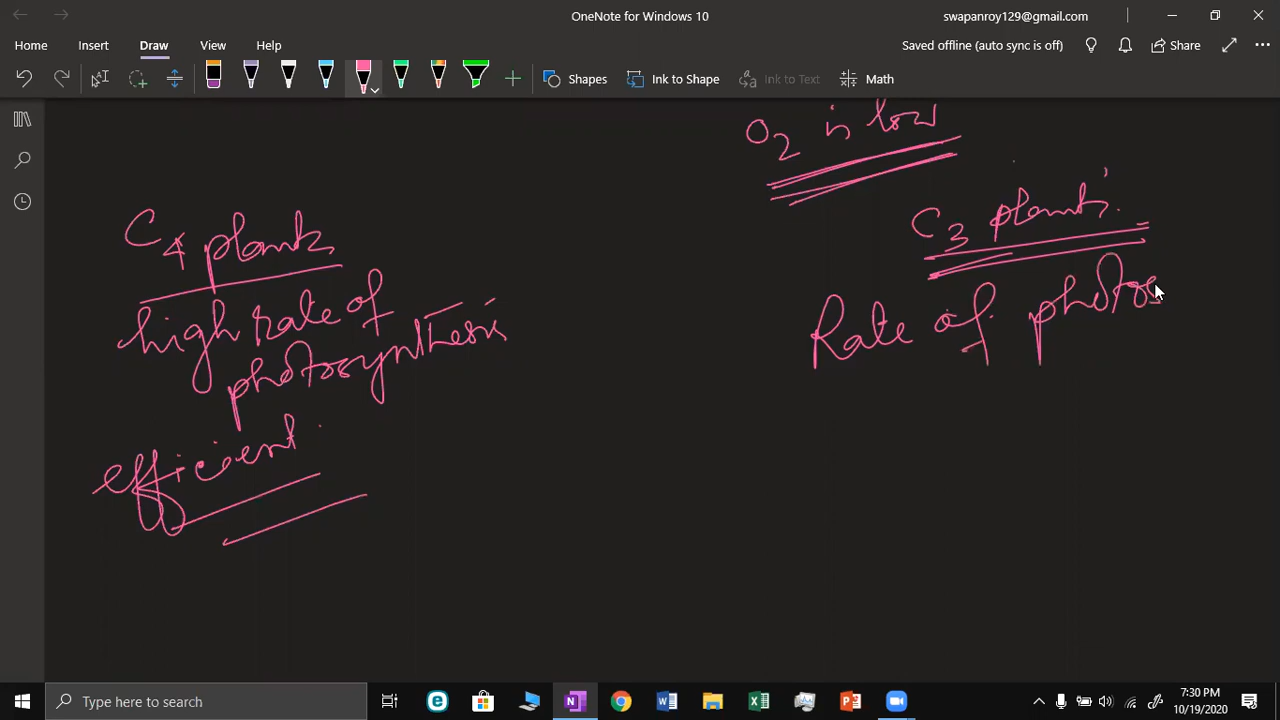 OneNote for Windows 10
swapanroy129@gmail.com
Home Insert Draw View Help
Saved offline (auto sync is off) Share
Shapes Ink to Shape Ink to Text Math
O2 is low
C4 plants
high rate of
photosynthesis
efficient
C3 plants
Rate of photos
Type here to search
7:30 PM
10/19/2020